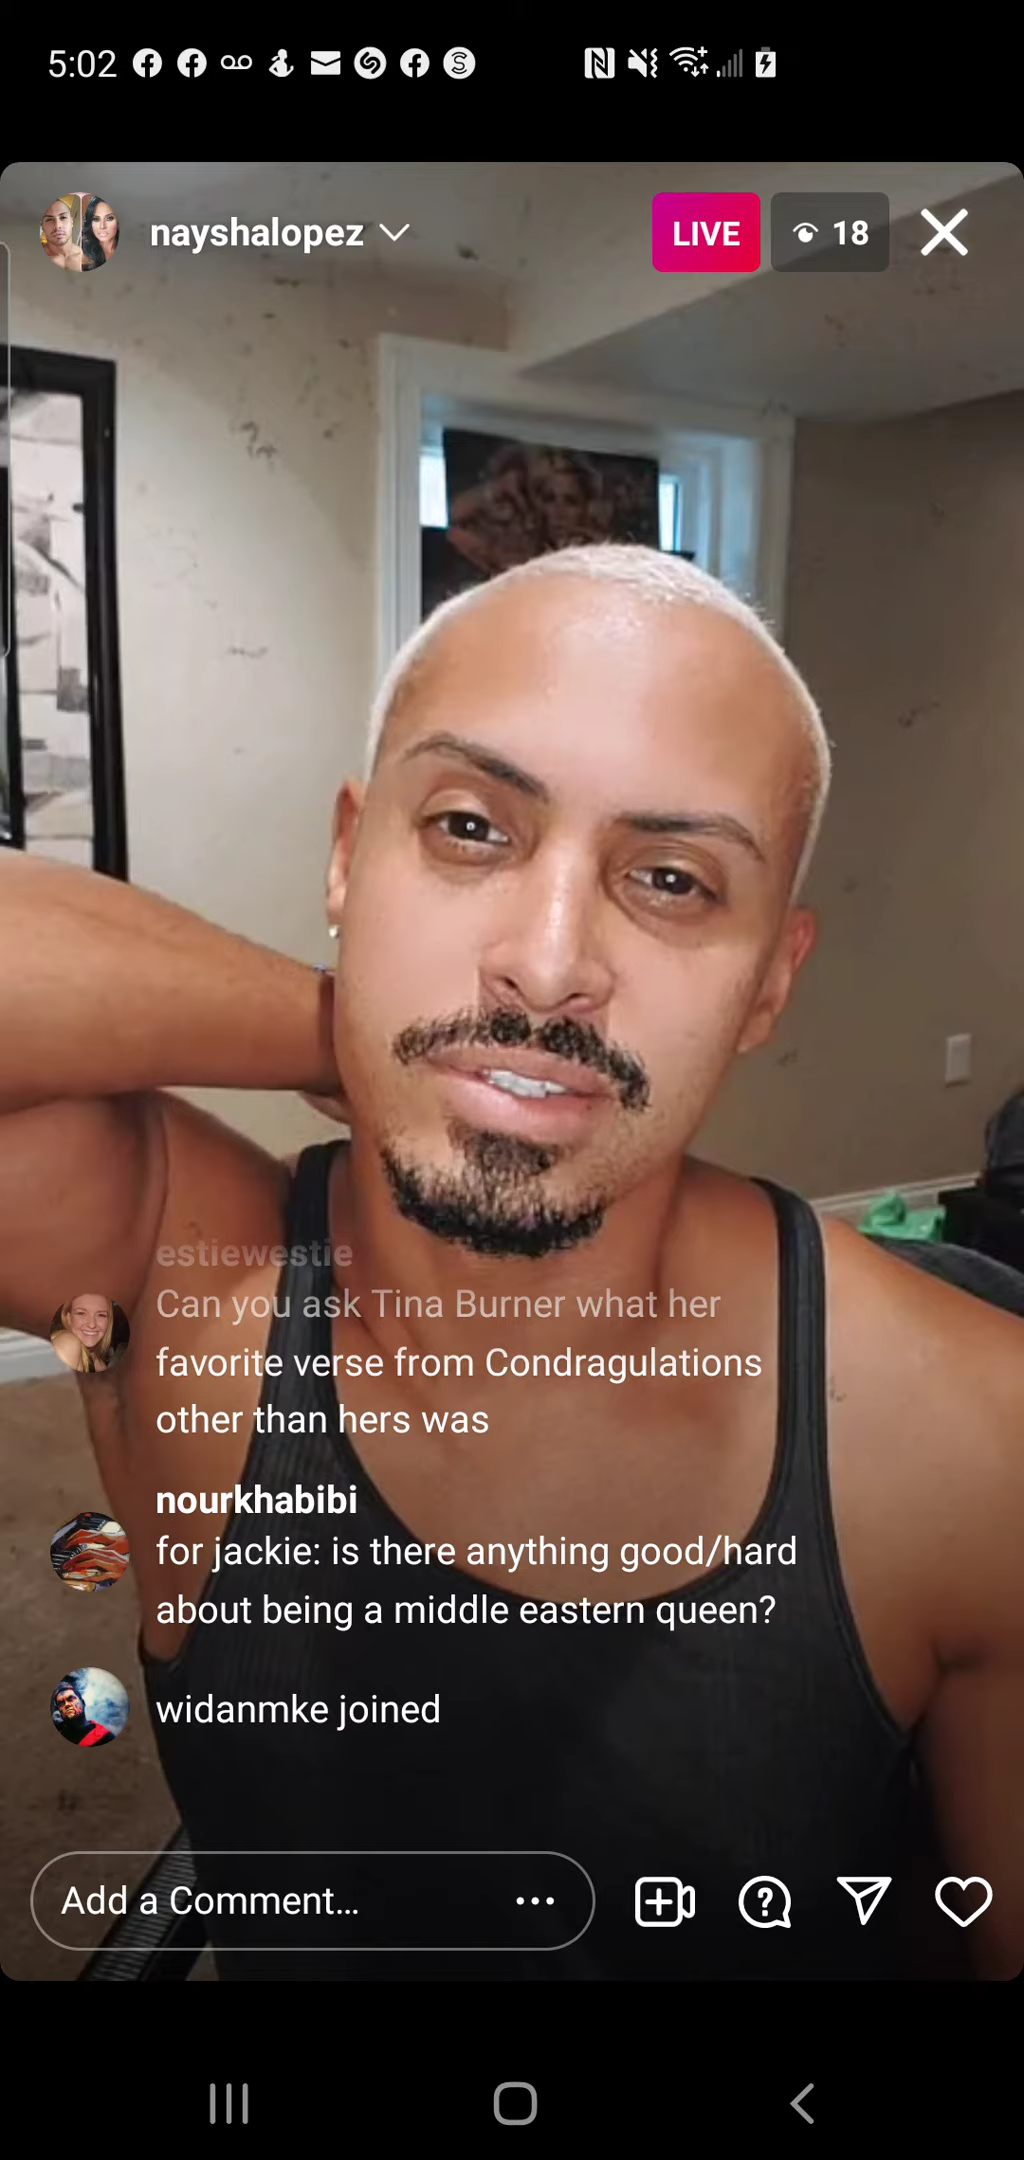 5:02
nayshalopez
LIVE
18
estiewestie
Can you ask Tina Burner what her
favorite verse from Condragulations
other than hers was
nourkhabibi
for jackie: is there anything good/hard
about being a middle eastern queen?
widanmke joined
Add a Comment...